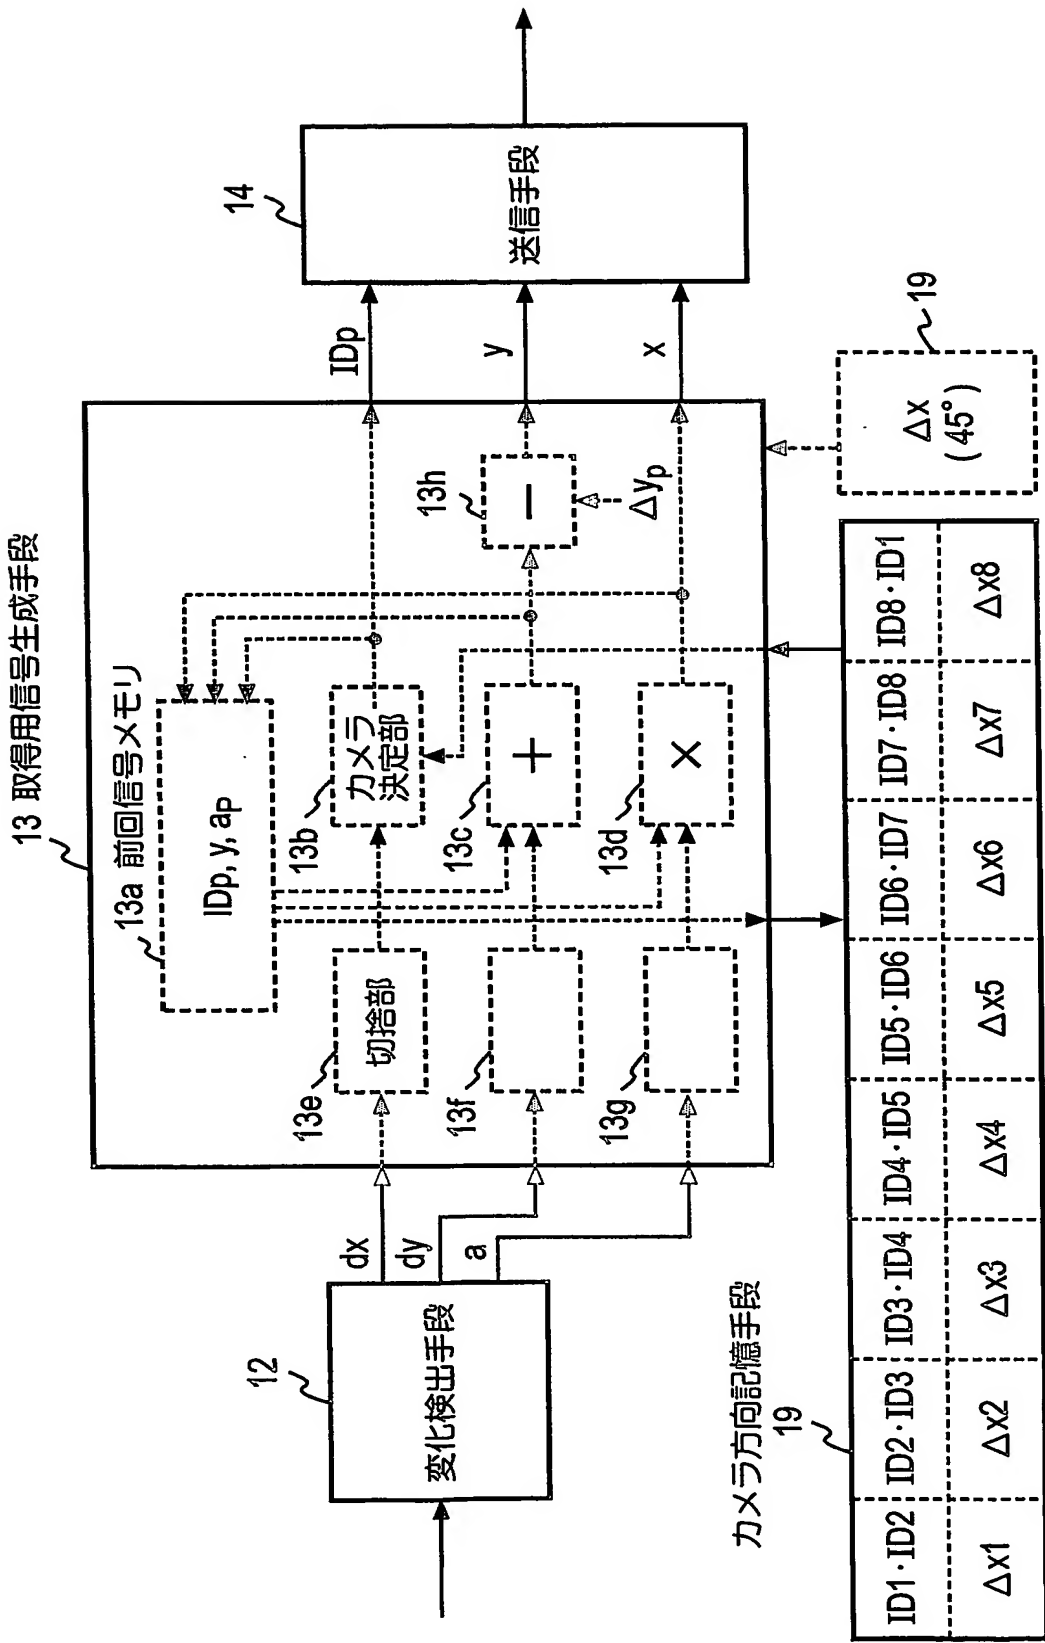 13 取得用信号生成手段
13a 前回信号メモリ
IDp, y, ap
12
変化検出手段
dx
dy
a
13e
切捨部
13f
13g
13b
カメラ
決定部
13c
+
13d
×
13h
−
Δyp
IDp
y
x
14
送信手段
カメラ方向記憶手段
19
ID1・ID2
ID2・ID3
ID3・ID4
ID4・ID5
ID5・ID6
ID6・ID7
ID7・ID8
ID8・ID1
Δx1
Δx2
Δx3
Δx4
Δx5
Δx6
Δx7
Δx8
19
Δx
(45°)